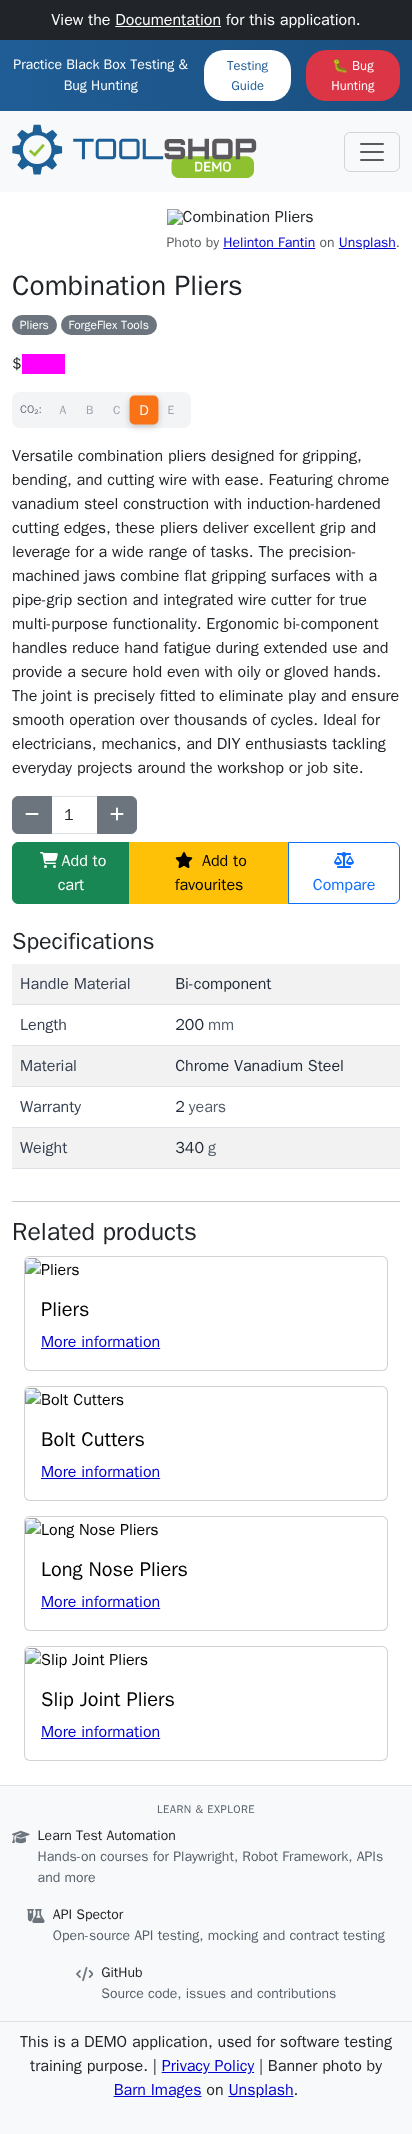 View the Documentation for this application.
Practice Black Box Testing &
Bug Hunting
Testing
Guide
Bug
Hunting
TOOLSHOP
DEMO
Combination Pliers
Photo by Helinton Fantin on Unsplash.
Combination Pliers
Pliers
ForgeFlex Tools
$
CO₂: A B C D E
Versatile combination pliers designed for gripping,
bending, and cutting wire with ease. Featuring chrome
vanadium steel construction with induction-hardened
cutting edges, these pliers deliver excellent grip and
leverage for a wide range of tasks. The precision-
machined jaws combine flat gripping surfaces with a
pipe-grip section and integrated wire cutter for true
multi-purpose functionality. Ergonomic bi-component
handles reduce hand fatigue during extended use and
provide a secure hold even with oily or gloved hands.
The joint is precisely fitted to eliminate play and ensure
smooth operation over thousands of cycles. Ideal for
electricians, mechanics, and DIY enthusiasts tackling
everyday projects around the workshop or job site.
1
Add to
cart
Add to
favourites
Compare
Specifications
Handle Material Bi-component
Length 200 mm
Material Chrome Vanadium Steel
Warranty 2 years
Weight 340 g
Related products
Pliers
Pliers
More information
Bolt Cutters
Bolt Cutters
More information
Long Nose Pliers
Long Nose Pliers
More information
Slip Joint Pliers
Slip Joint Pliers
More information
LEARN & EXPLORE
Learn Test Automation
Hands-on courses for Playwright, Robot Framework, APIs
and more
API Spector
Open-source API testing, mocking and contract testing
GitHub
Source code, issues and contributions
This is a DEMO application, used for software testing
training purpose. | Privacy Policy | Banner photo by
Barn Images on Unsplash.